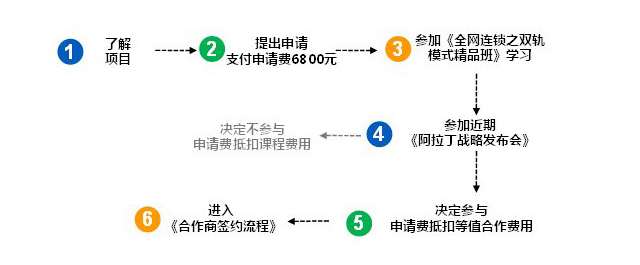 1
了解
项目
2
提出申请
支付申请费6800元
3
参加《全网连锁之双轨
模式精品班》学习
4
参加近期
《阿拉丁战略发布会》
决定不参与
申请费抵扣课程费用
5
决定参与
申请费抵扣等值合作费用
6
进入
《合作商签约流程》